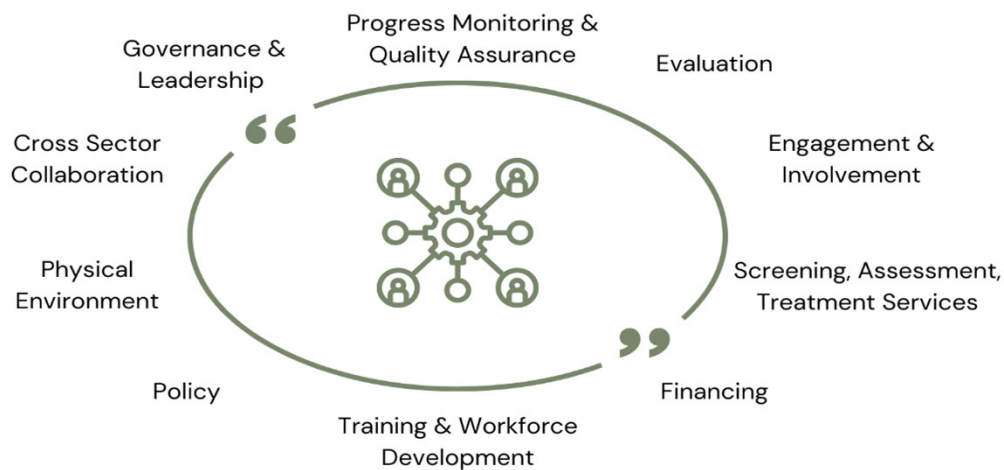 Progress Monitoring &
Quality Assurance
Governance &
Leadership
Evaluation
Cross Sector
Collaboration
Engagement &
Involvement
Physical
Environment
Screening, Assessment,
Treatment Services
Policy
Financing
Training & Workforce
Development